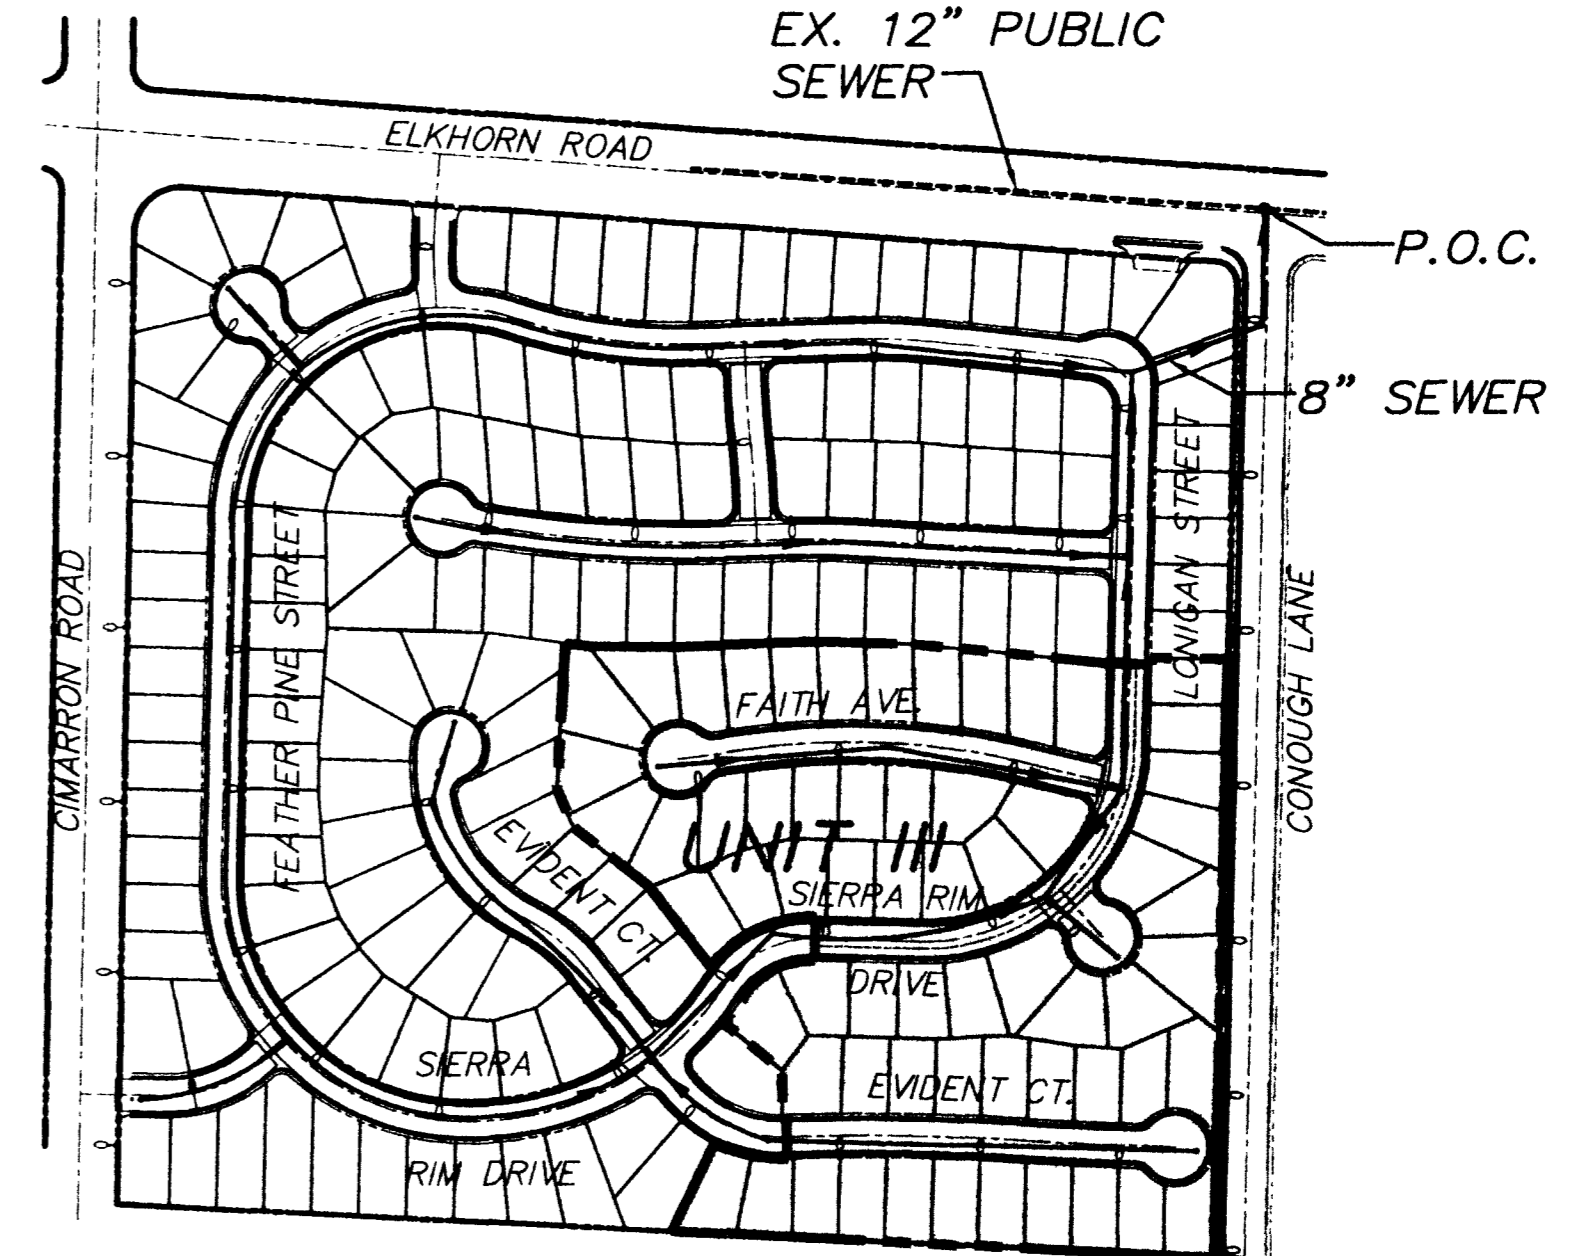 EX. 12" PUBLIC
SEWER
ELKHORN ROAD
P.O.C.
8" SEWER
LONIGAN STREET
CONOUGH LANE
CIMARRON ROAD
FEATHER PINE STREET
FAITH AVE.
UNIT III
EVIDENT CT.
SIERRA RIM
DRIVE
SIERRA
RIM DRIVE
EVIDENT CT.